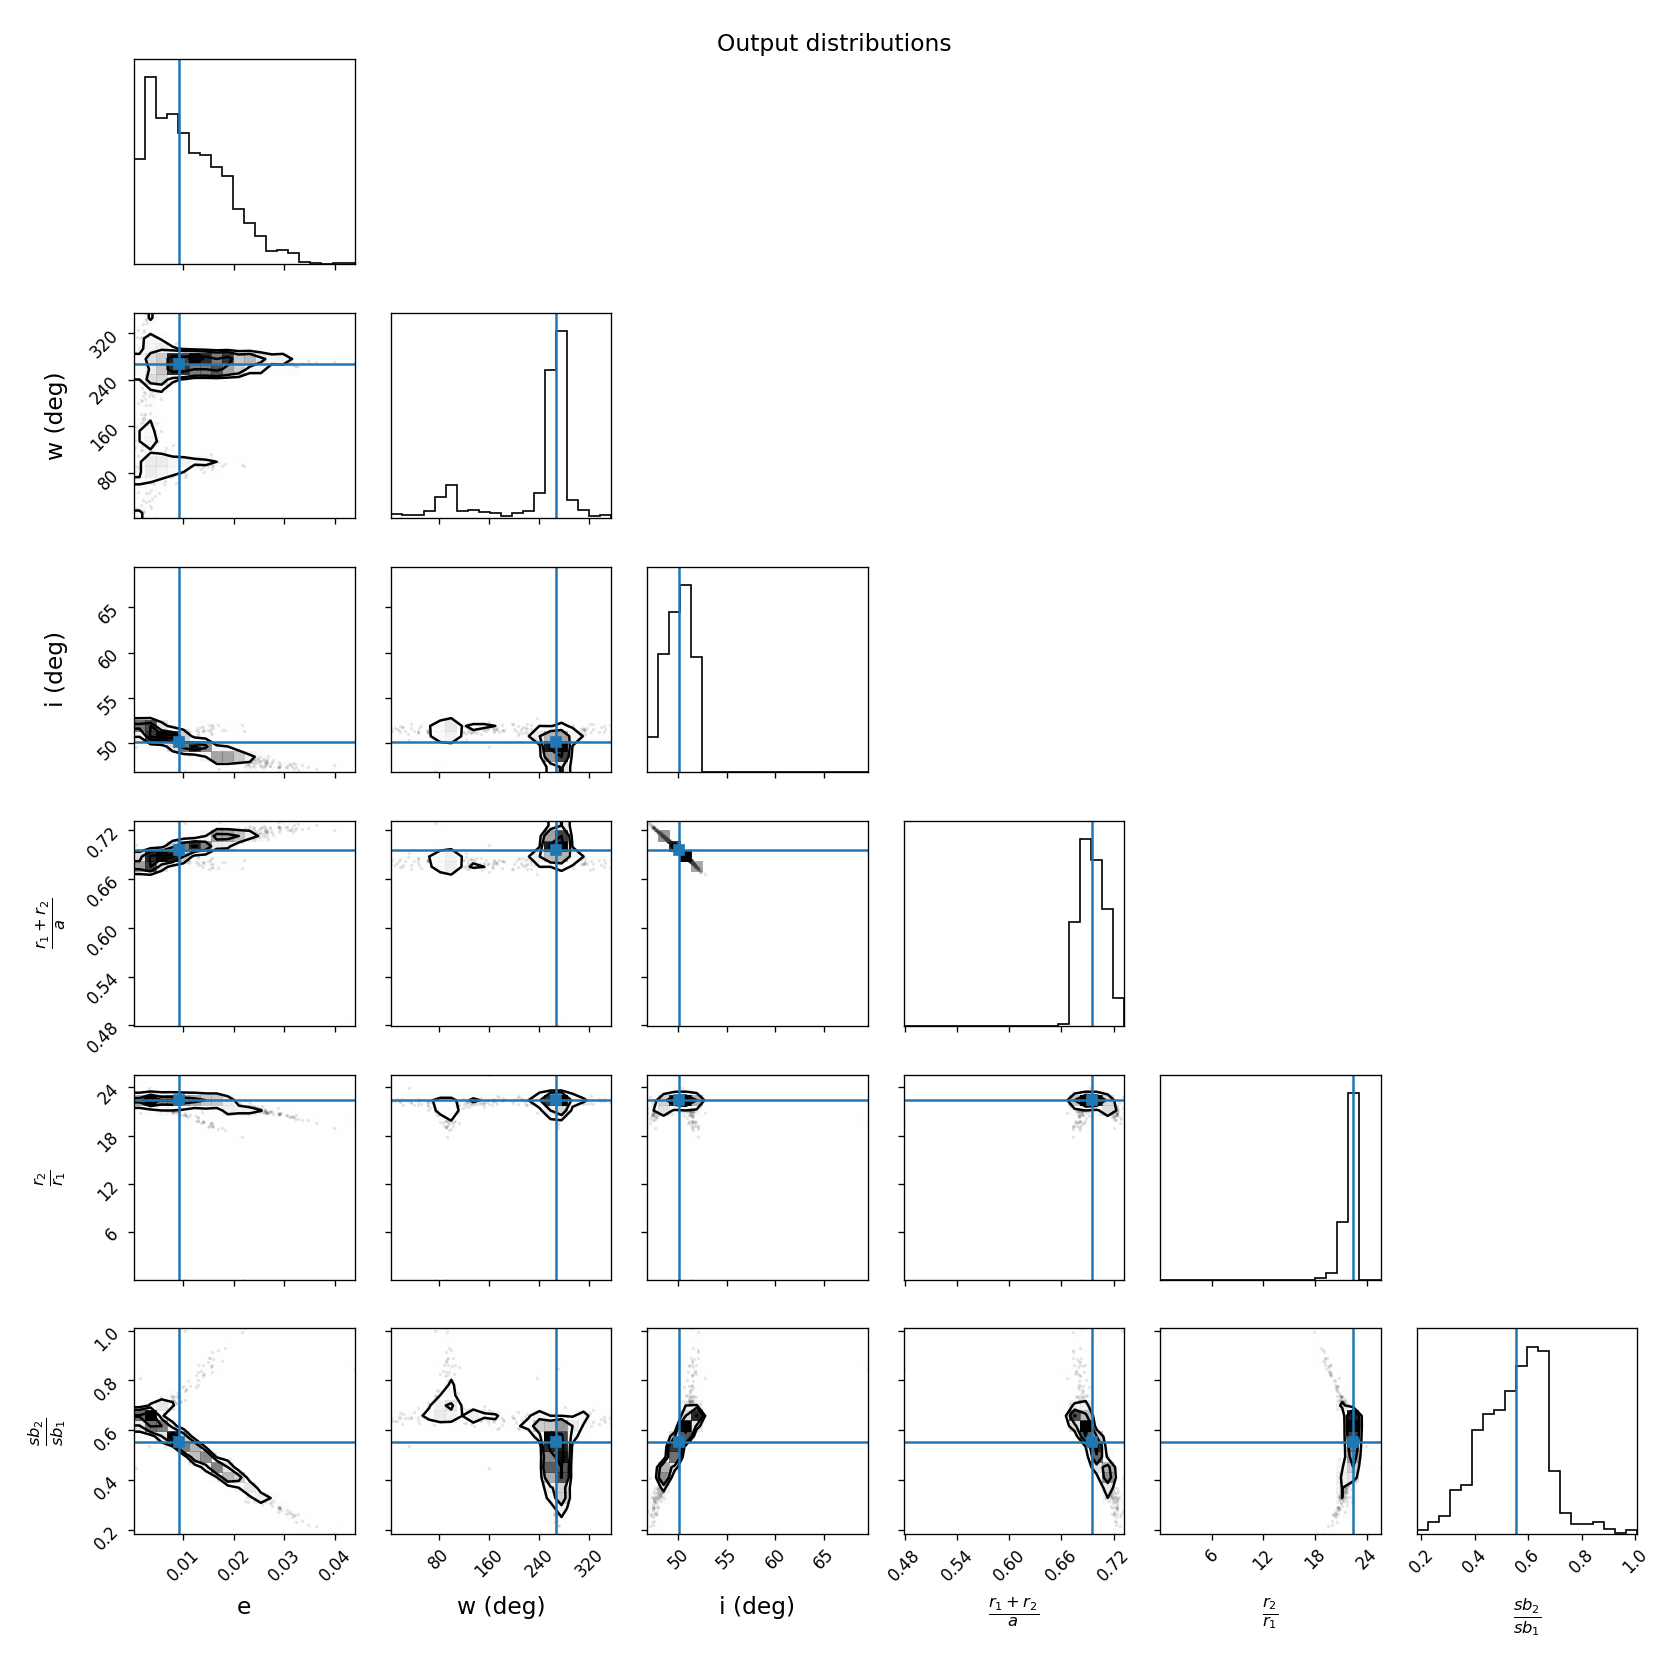 Output distributions
w (deg)
320
240
160
80
i (deg)
65
60
55
50
r₁ + r₂
a
0.72
0.66
0.60
0.54
0.48
r₂
r₁
24
18
12
6
sb₂
sb₁
1.0
0.8
0.6
0.4
0.2
0.01 0.02 0.03 0.04
80 160 240 320
50 55 60 65
0.48 0.54 0.60 0.66 0.72
6 12 18 24
0.2 0.4 0.6 0.8 1.0
e
w (deg)
i (deg)
r₁ + r₂
a
r₂
r₁
sb₂
sb₁